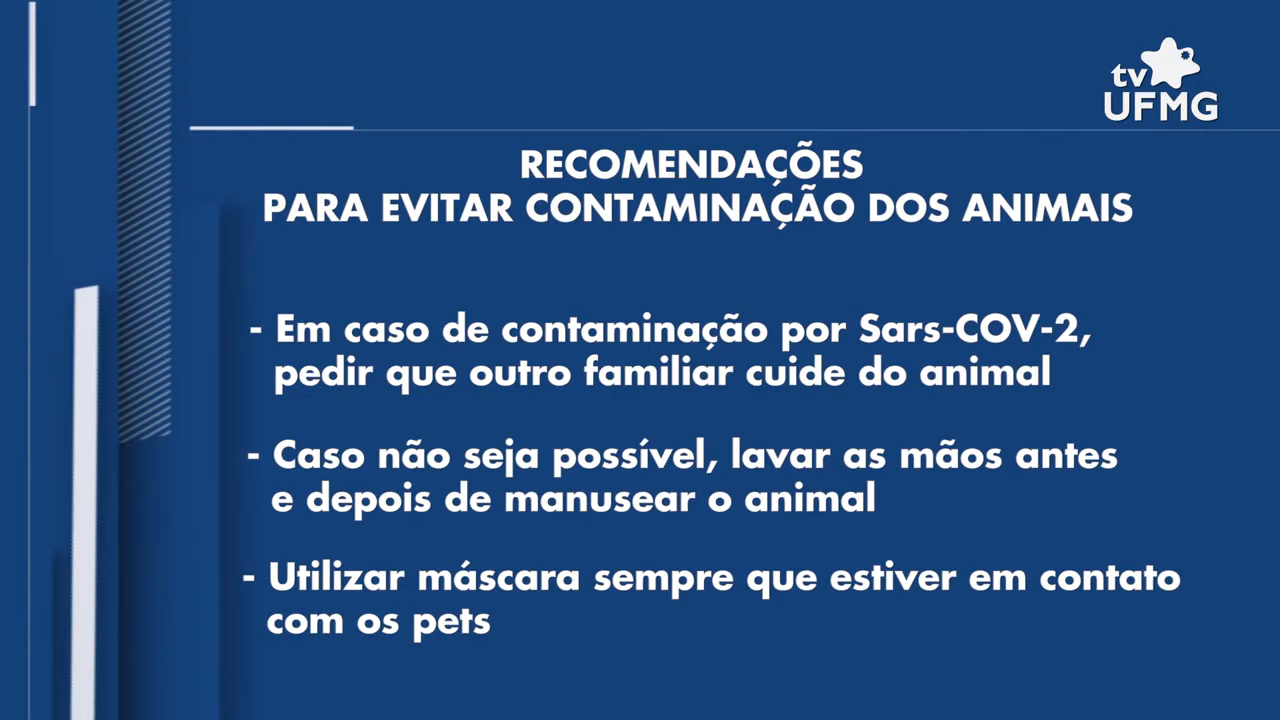 tv
UFMG
RECOMENDAÇÕES
PARA EVITAR CONTAMINAÇÃO DOS ANIMAIS
- Em caso de contaminação por Sars-COV-2,
pedir que outro familiar cuide do animal
- Caso não seja possível, lavar as mãos antes
e depois de manusear o animal
- Utilizar máscara sempre que estiver em contato
com os pets